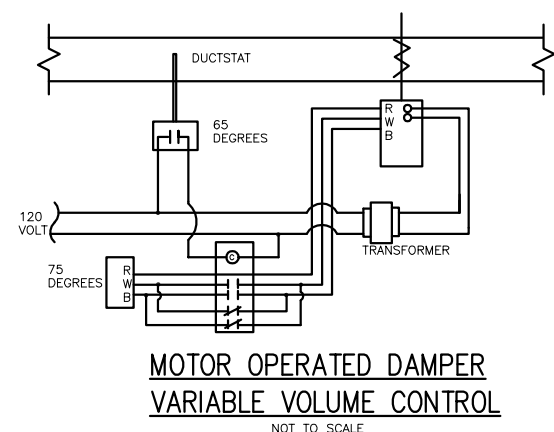 DUCTSTAT
65
DEGREES
R
W
B
120
VOLT
TRANSFORMER
C
75
DEGREES
R
W
B
MOTOR OPERATED DAMPER
VARIABLE VOLUME CONTROL
NOT TO SCALE